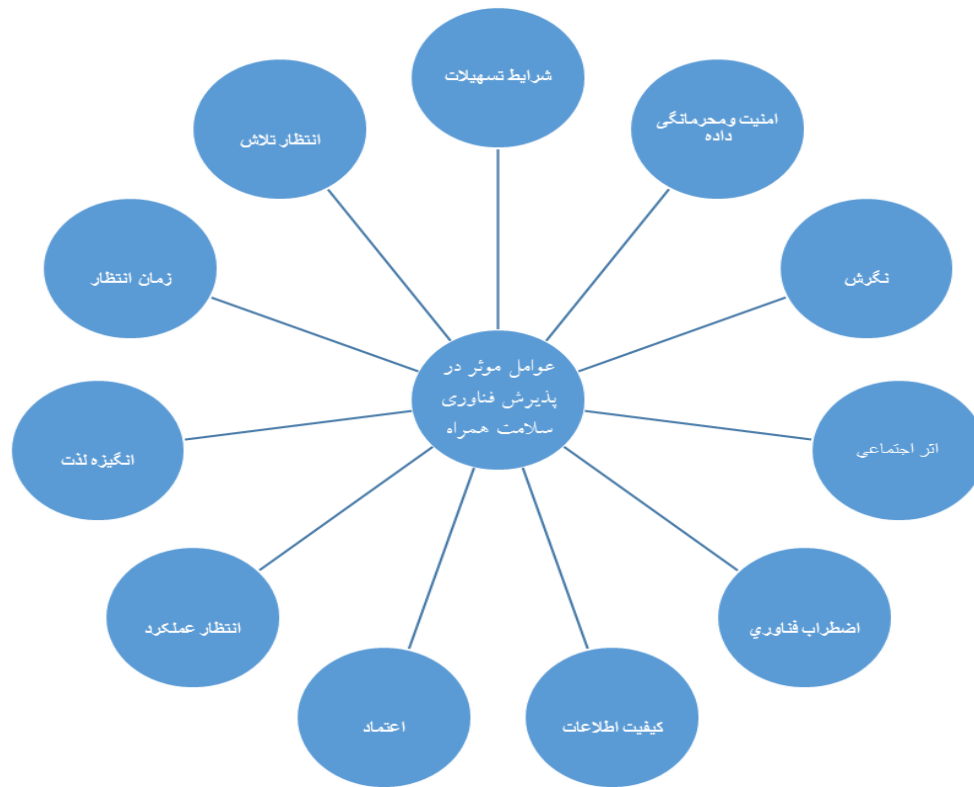 شرایط تسهیلات
امنیت ومحرمانگی
داده
انتظار تلاش
نگرش
زمان انتظار
عوامل موثر در
پذیرش فناوری
سلامت همراه
اثر اجتماعی
انگیزه لذت
اضطراب فناوري
انتظار عملکرد
کیفیت اطلاعات
اعتماد